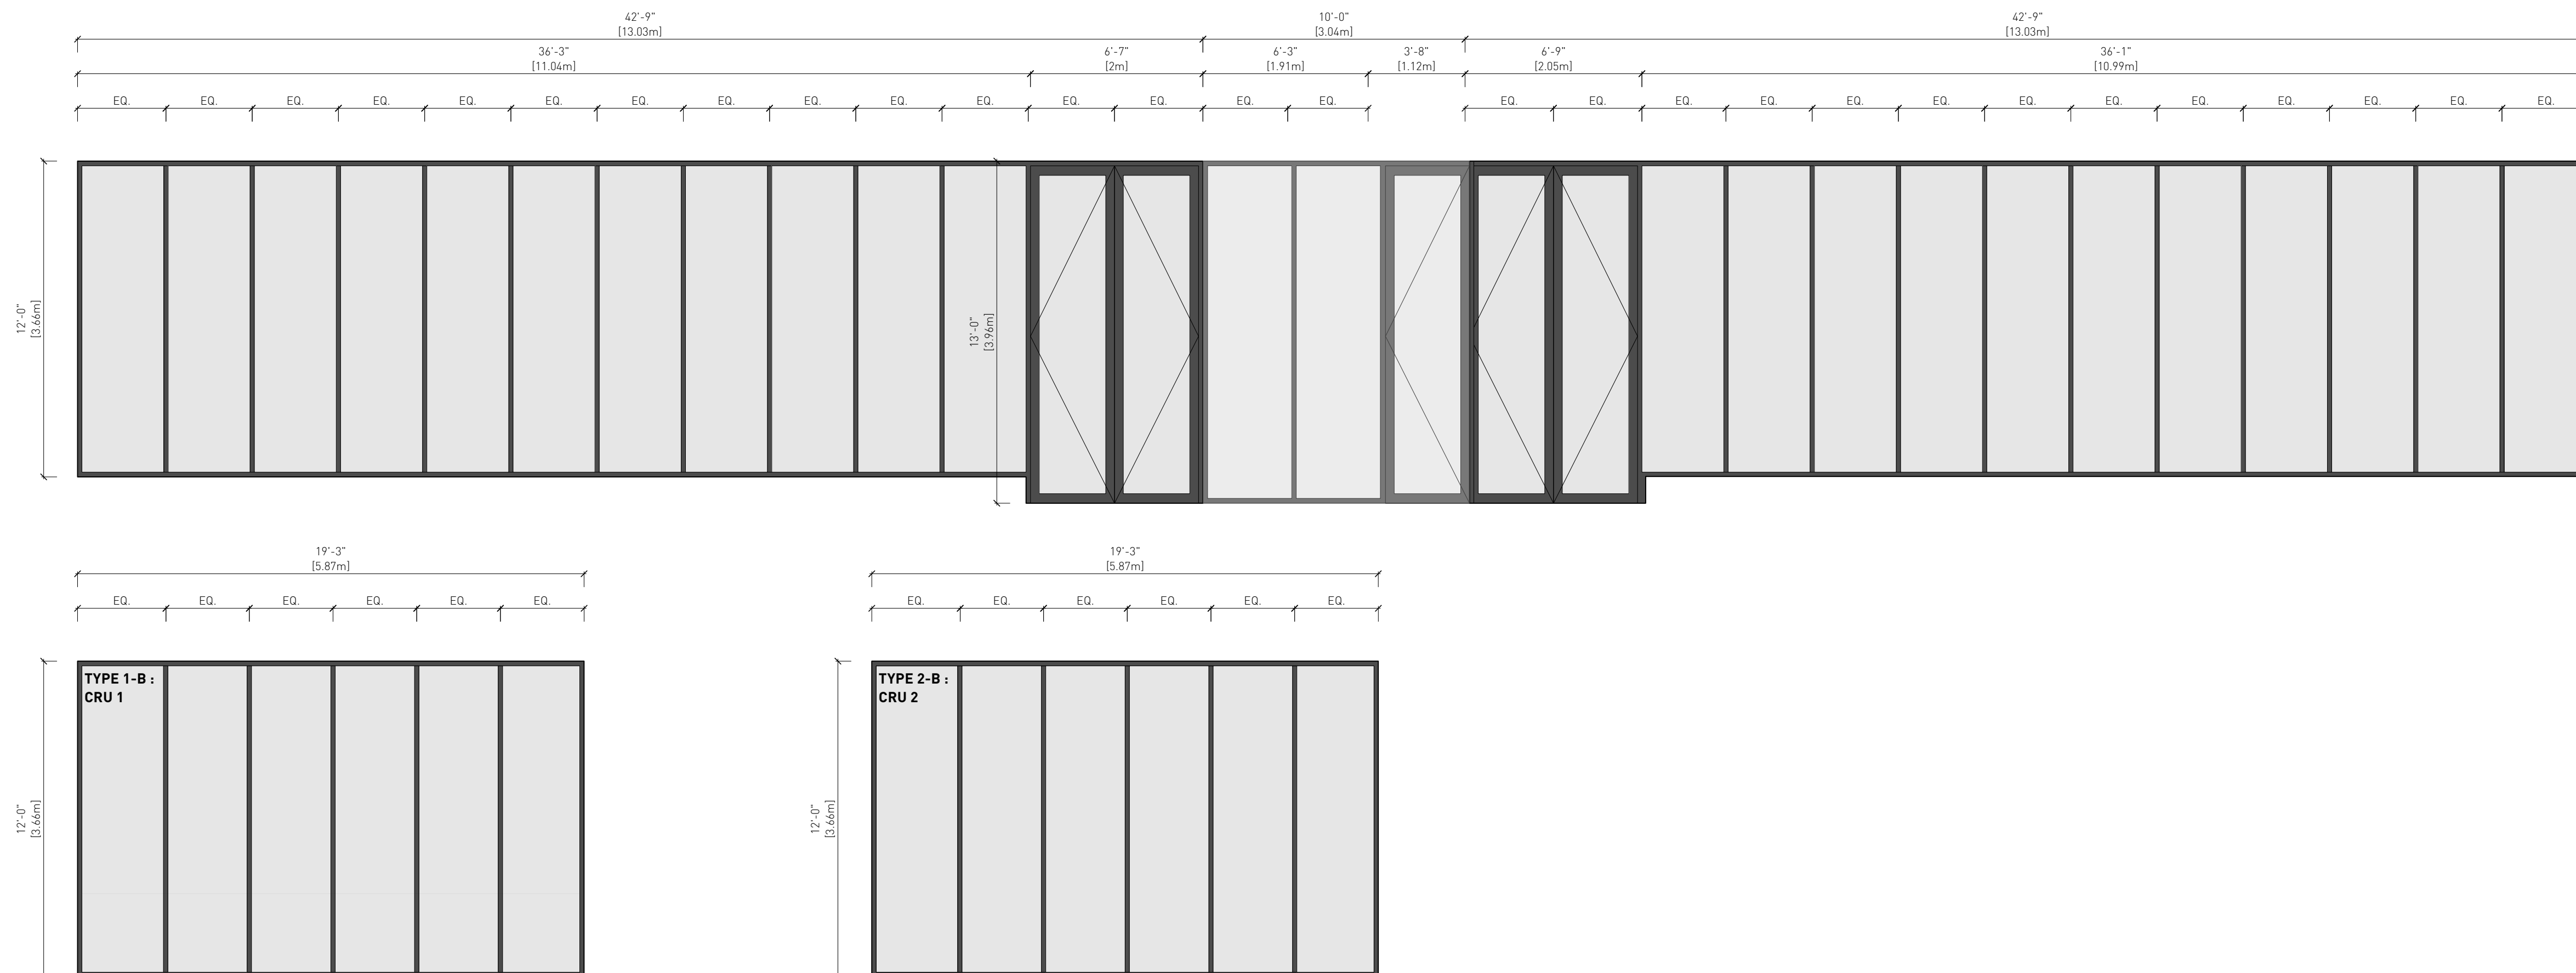 42'-9"
[13.03m]
10'-0"
[3.04m]
42'-9"
[13.03m]
36'-3"
[11.04m]
6'-7"
[2m]
6'-3"
[1.91m]
3'-8"
[1.12m]
6'-9"
[2.05m]
36'-1"
[10.99m]
EQ. EQ. EQ. EQ. EQ. EQ. EQ. EQ. EQ. EQ. EQ. EQ. EQ. EQ. EQ. EQ. EQ. EQ. EQ. EQ. EQ. EQ. EQ. EQ. EQ. EQ. EQ. EQ.
12'-0"
[3.66m]
13'-0"
[3.96m]
19'-3"
[5.87m]
EQ. EQ. EQ. EQ. EQ. EQ.
12'-0"
[3.66m]
TYPE 1-B :
CRU 1
19'-3"
[5.87m]
EQ. EQ. EQ. EQ. EQ. EQ.
12'-0"
[3.66m]
TYPE 2-B :
CRU 2